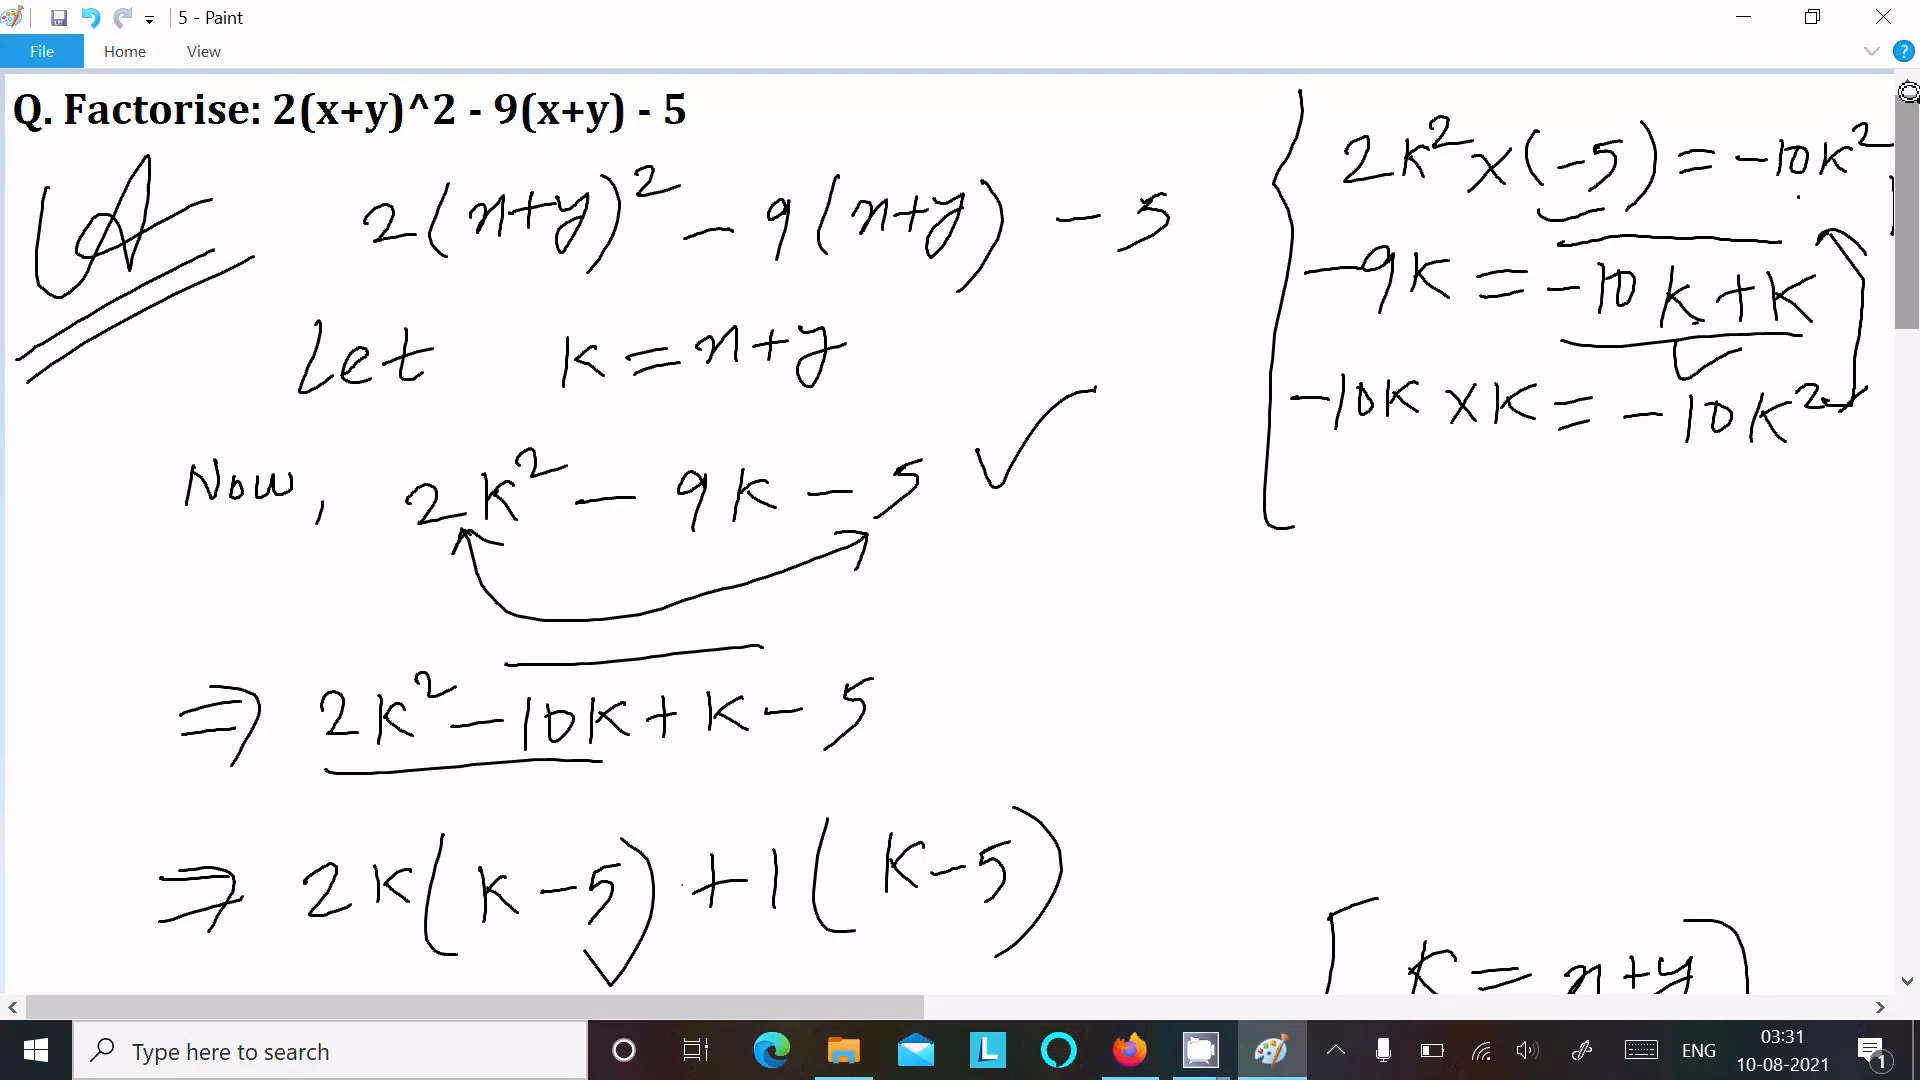 5 - Paint
File Home View
Q. Factorise: 2(x+y)^2 - 9(x+y) - 5
2(x+y)² - 9(x+y) - 5
Let K = x+y
Now, 2K² - 9K - 5
⇒ 2K² - 10K + K - 5
⇒ 2K(K - 5) + 1(K - 5)
2K² × (-5) = -10K²
-9K = -10K + K
-10K × K = -10K²
K = x+y
Type here to search
L
ENG
03:31
10-08-2021
1